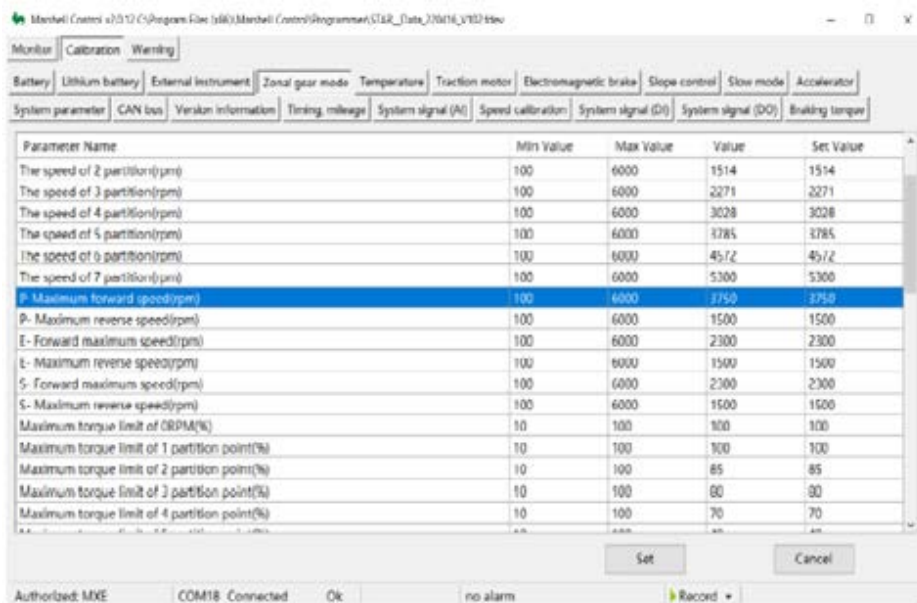 Marshell Control v2.0.12 C:\Program Files (x86)\Marshell Control\Programmer\STAR_Data_220416_V102.hdev
Monitor Calibration Warning
Battery Lithium battery External instrument Zonal gear mode Temperature Traction motor Electromagnetic brake Slope control Slow mode Accelerator
System parameter CAN bus Version information Timing, mileage System signal (AI) Speed calibration System signal (DI) System signal (DO) Braking torque
Parameter Name Min Value Max Value Value Set Value
The speed of 2 partition(rpm) 100 6000 1514 1514
The speed of 3 partition(rpm) 100 6000 2271 2271
The speed of 4 partition(rpm) 100 6000 3028 3028
The speed of 5 partition(rpm) 100 6000 3785 3785
The speed of 6 partition(rpm) 100 6000 4572 4572
The speed of 7 partition(rpm) 100 6000 5300 5300
P- Maximum forward speed(rpm) 100 6000 3750 3750
P- Maximum reverse speed(rpm) 100 6000 1500 1500
E- Forward maximum speed(rpm) 100 6000 2300 2300
E- Maximum reverse speed(rpm) 100 6000 1500 1500
S- Forward maximum speed(rpm) 100 6000 2300 2300
S- Maximum reverse speed(rpm) 100 6000 1500 1500
Maximum torque limit of 0RPM(%) 10 100 100 100
Maximum torque limit of 1 partition point(%) 10 100 100 100
Maximum torque limit of 2 partition point(%) 10 100 85 85
Maximum torque limit of 3 partition point(%) 10 100 80 80
Maximum torque limit of 4 partition point(%) 10 100 70 70
Set Cancel
Authorized: MXE COM18 Connected Ok no alarm Record